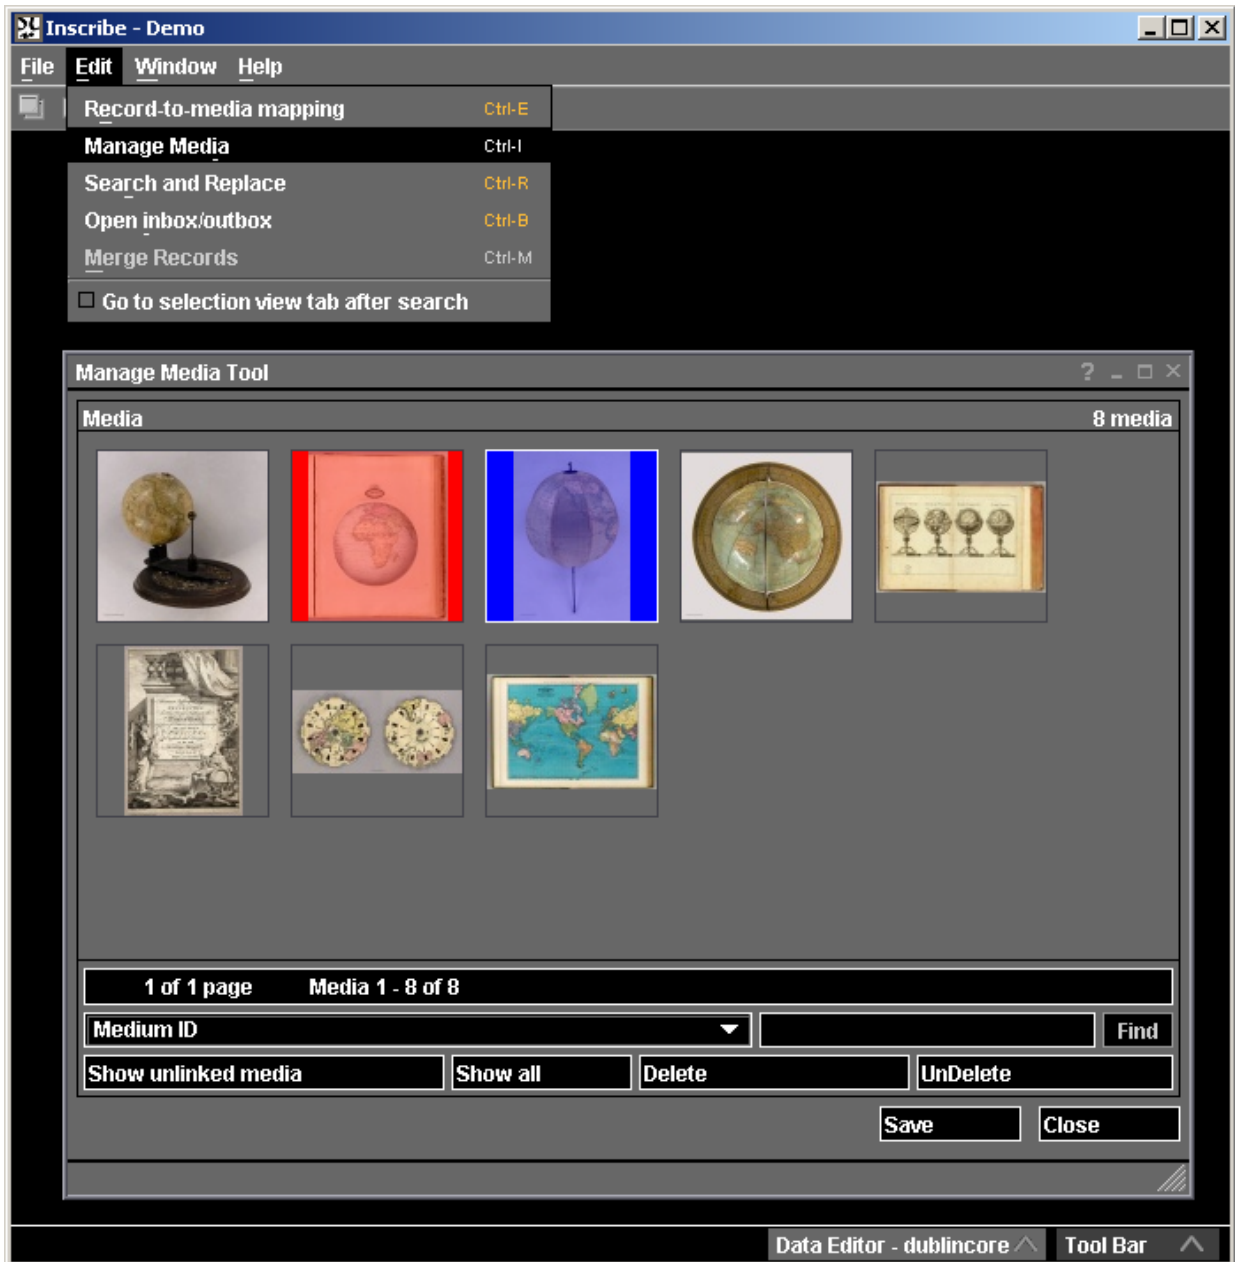 Inscribe - Demo
File Edit Window Help
Record-to-media mapping Ctrl-E
Manage Media Ctrl-I
Search and Replace Ctrl-R
Open inbox/outbox Ctrl-B
Merge Records Ctrl-M
Go to selection view tab after search
Manage Media Tool
Media 8 media
1 of 1 page Media 1 - 8 of 8
Medium ID Find
Show unlinked media Show all Delete UnDelete
Save Close
Data Editor - dublincore Tool Bar